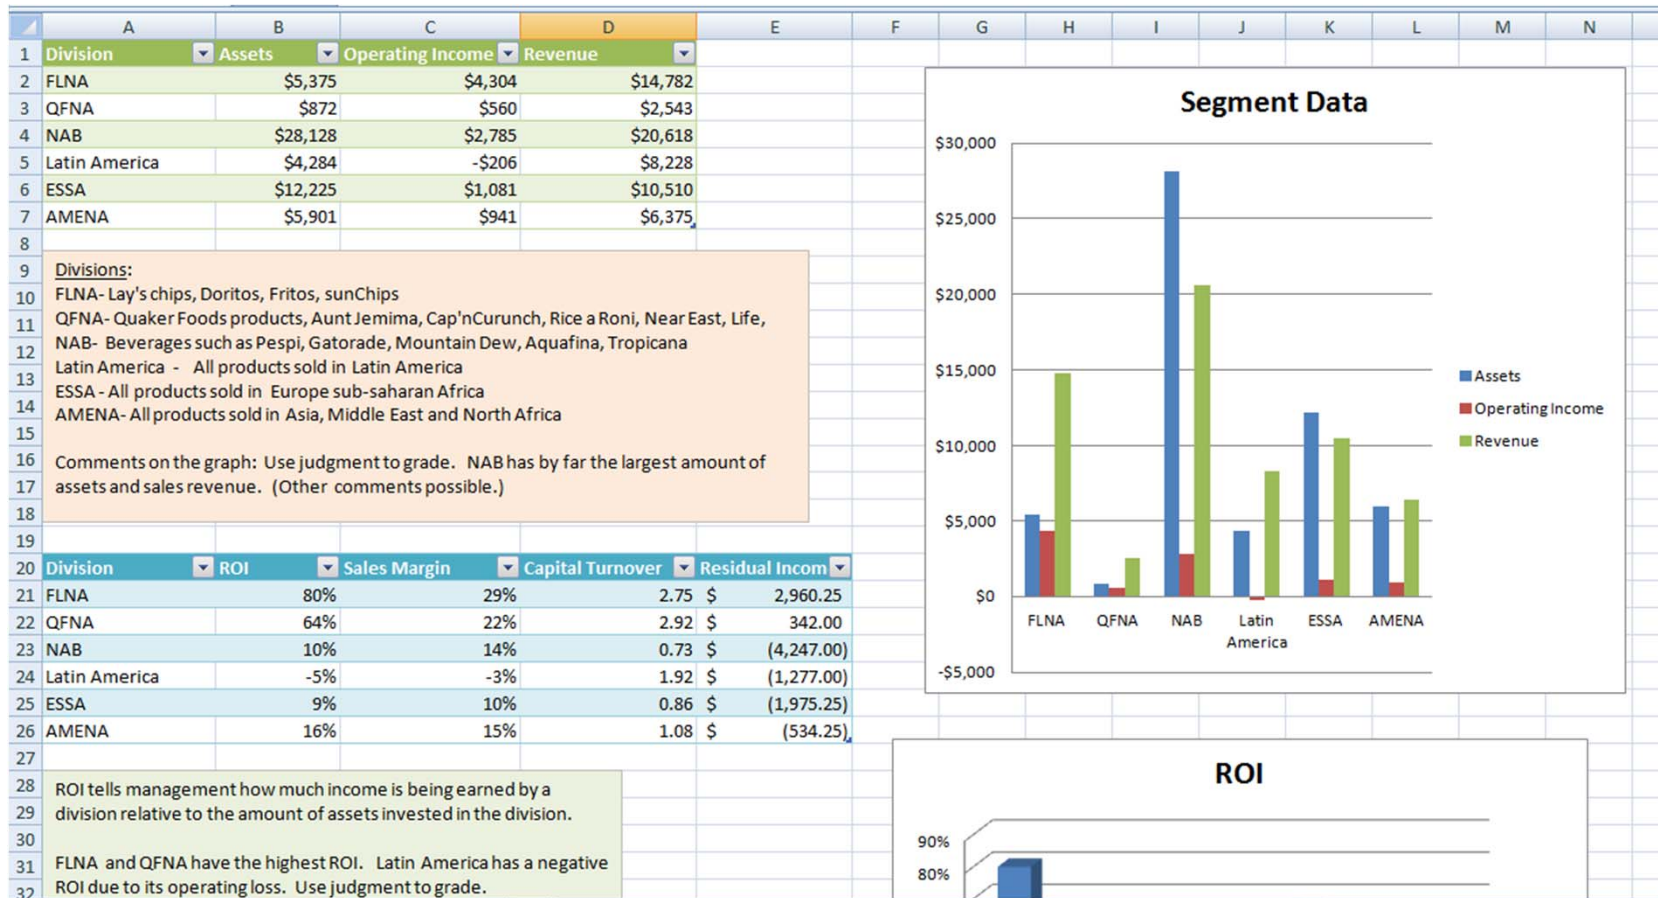 A B C D E F G H I J K L M N
1 Division Assets Operating Income Revenue
2 FLNA $5,375 $4,304 $14,782
3 QFNA $872 $560 $2,543
4 NAB $28,128 $2,785 $20,618
5 Latin America $4,284 -$206 $8,228
6 ESSA $12,225 $1,081 $10,510
7 AMENA $5,901 $941 $6,375
8
9 Divisions:
10 FLNA- Lay's chips, Doritos, Fritos, sunChips
11 QFNA- Quaker Foods products, Aunt Jemima, Cap'nCurunch, Rice a Roni, Near East, Life,
12 NAB- Beverages such as Pespi, Gatorade, Mountain Dew, Aquafina, Tropicana
13 Latin America - All products sold in Latin America
14 ESSA - All products sold in Europe sub-saharan Africa
AMENA- All products sold in Asia, Middle East and North Africa
15
16 Comments on the graph: Use judgment to grade. NAB has by far the largest amount of
17 assets and sales revenue. (Other comments possible.)
18
19
20 Division ROI Sales Margin Capital Turnover Residual Incom
21 FLNA 80% 29% 2.75 $ 2,960.25
22 QFNA 64% 22% 2.92 $ 342.00
23 NAB 10% 14% 0.73 $ (4,247.00)
24 Latin America -5% -3% 1.92 $ (1,277.00)
25 ESSA 9% 10% 0.86 $ (1,975.25)
26 AMENA 16% 15% 1.08 $ (534.25)
27
28 ROI tells management how much income is being earned by a
29 division relative to the amount of assets invested in the division.
30
31 FLNA and QFNA have the highest ROI. Latin America has a negative
32 ROI due to its operating loss. Use judgment to grade.
Segment Data
$30,000
$25,000
$20,000
$15,000
$10,000
$5,000
$0
-$5,000
FLNA QFNA NAB Latin ESSA AMENA
America
Assets
Operating Income
Revenue
ROI
90%
80%